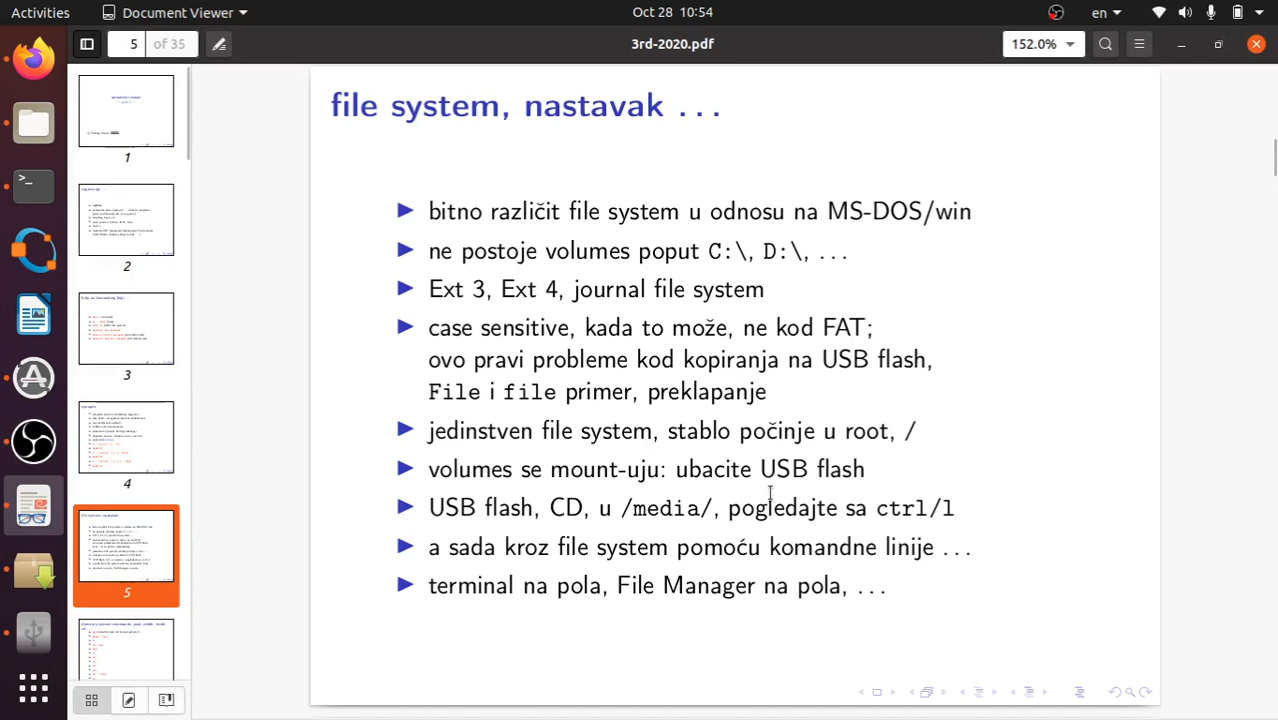 Activities
Document Viewer
Oct 28 10:54
en
5
of 35
3rd-2020.pdf
152.0%
1
2
3
4
5
file system, nastavak ...
bitno različit file system u odnosu na MS-DOS/win
ne postoje volumes poput C:\, D:\, ...
Ext 3, Ext 4, journal file system
case sensitive, kada to može, ne kod FAT;
ovo pravi probleme kod kopiranja na USB flash,
File i file primer, preklapanje
jedinstven file system, stablo počinje u root, /
volumes se mount-uju: ubacite USB flash
USB flash, CD, u /media/, pogledajte sa ctrl/l
a sada kroz file system pomoću komandne linije ...
terminal na pola, File Manager na pola, ...